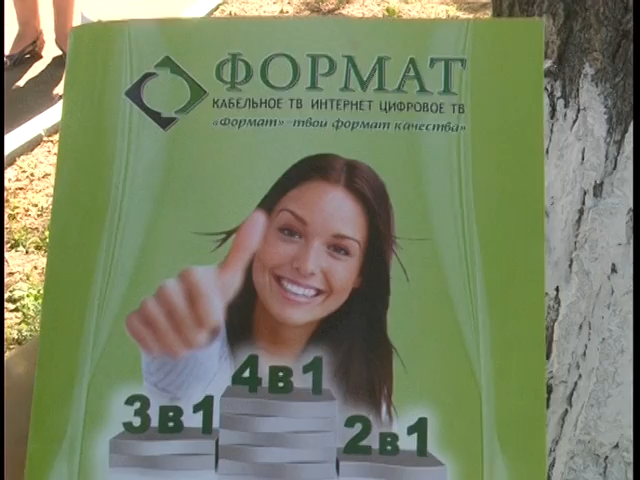 ФОРМАТ
КАБЕЛЬНОЕ ТВ ИНТЕРНЕТ ЦИФРОВОЕ ТВ
«Формат» - твой формат качества»
4в1
3в1
2в1